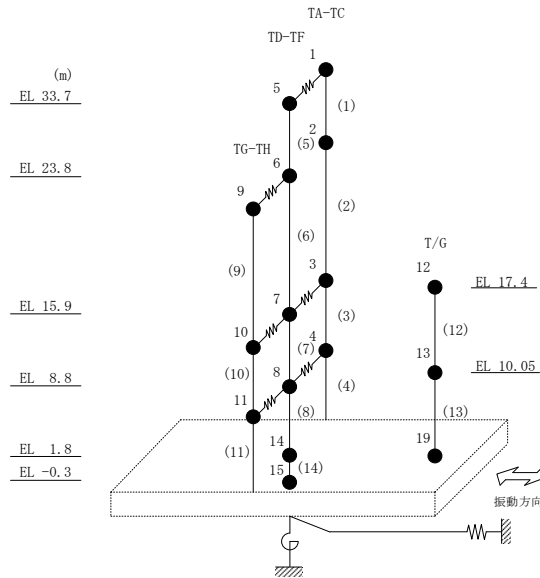 TA-TC
TD-TF
1
(m)
5
EL 33.7
(1)
2
(5)
TG-TH
6
EL 23.8
9
(2)
(6)
T/G
(9)
3
12
EL 17.4
7
EL 15.9
10
(3)
(12)
4
13
(7)
EL 10.05
8
(10)
EL 8.8
(4)
11
(8)
(13)
14
19
(11)
EL 1.8
15
(14)
EL -0.3
振動方向